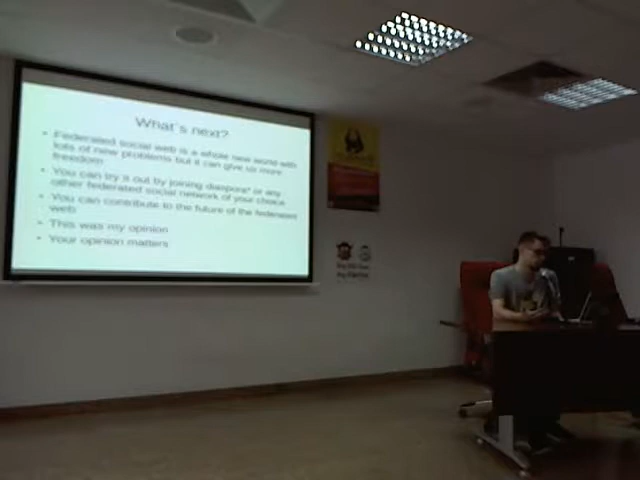 What's next?
• Federated social web is a whole new world with
lots of new problems but it can give us more
freedom
• You can try it out by joining diaspora* or any
other federated social network of your choice
• You can contribute to the future of the federated
web
• This was my opinion
• Your opinion matters